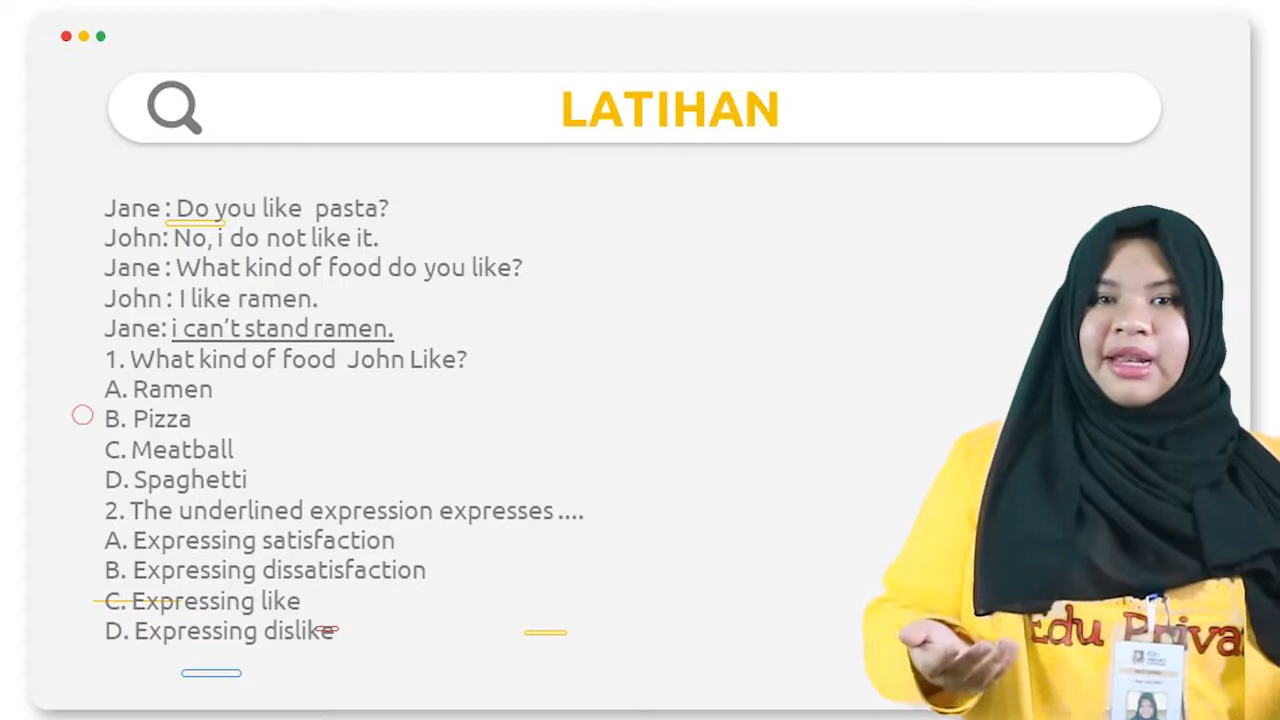 LATIHAN
Jane : Do you like pasta?
John: No, i do not like it.
Jane : What kind of food do you like?
John : I like ramen.
Jane: i can't stand ramen.
1. What kind of food John Like?
A. Ramen
B. Pizza
C. Meatball
D. Spaghetti
2. The underlined expression expresses ....
A. Expressing satisfaction
B. Expressing dissatisfaction
C. Expressing like
D. Expressing dislike
Edu Priva